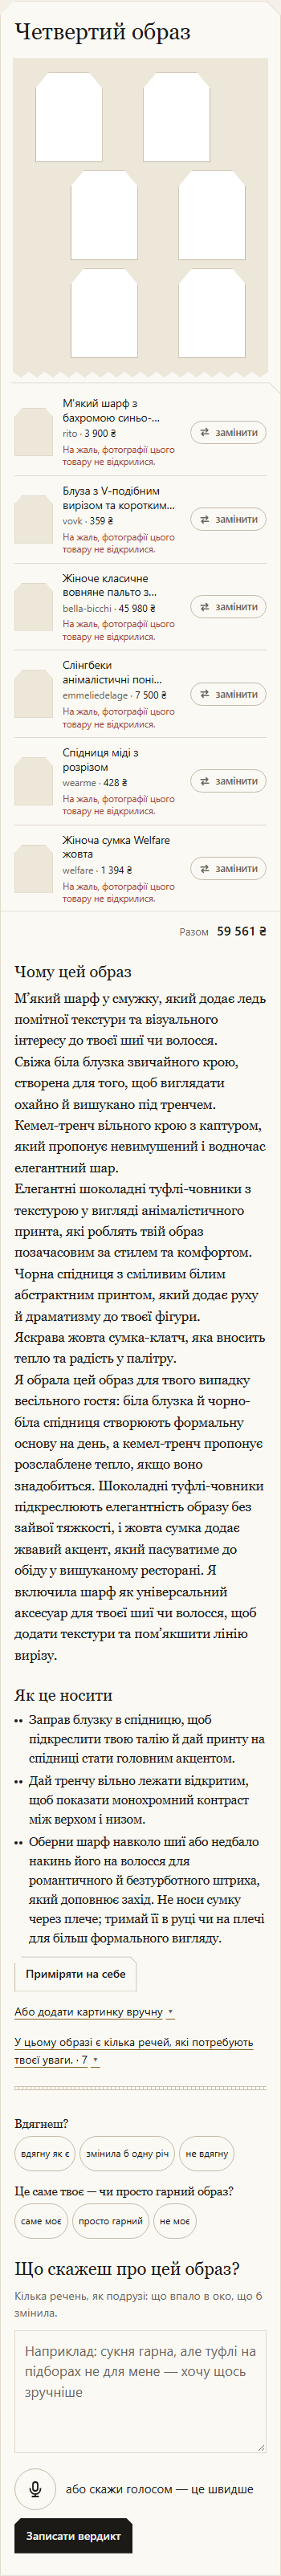 Четвертий образ
М'який шарф з
бахромою синьо-...
rito · 3 900 ₴
На жаль, фотографії цього
товару не відкрилися.
замінити
Блуза з V-подібним
вирізом та коротким...
vovk · 359 ₴
На жаль, фотографії цього
товару не відкрилися.
замінити
Жіноче класичне
вовняне пальто з...
bella-bicchi · 45 980 ₴
На жаль, фотографії цього
товару не відкрилися.
замінити
Слінгбеки
анімалістичні поні...
emmeliedelage · 7 500 ₴
На жаль, фотографії цього
товару не відкрилися.
замінити
Спідниця міді з
розрізом
wearme · 428 ₴
На жаль, фотографії цього
товару не відкрилися.
замінити
Жіноча сумка Welfare
жовта
welfare · 1 394 ₴
На жаль, фотографії цього
товару не відкрилися.
замінити
Разом 59 561 ₴
Чому цей образ
М’який шарф у смужку, який додає ледь
помітної текстури та візуального
інтересу до твоєї шиї чи волосся.
Свіжа біла блузка звичайного крою,
створена для того, щоб виглядати
охайно й вишукано під тренчем.
Кемел-тренч вільного крою з каптуром,
який пропонує невимушений і водночас
елегантний шар.
Елегантні шоколадні туфлі-човники з
текстурою у вигляді анімалістичного
принта, які роблять твій образ
позачасовим за стилем та комфортом.
Чорна спідниця з сміливим білим
абстрактним принтом, який додає руху
й драматизму до твоєї фігури.
Яскрава жовта сумка-клатч, яка вносить
тепло та радість у палітру.
Я обрала цей образ для твого випадку
весільного гостя: біла блузка й чорно-
біла спідниця створюють формальну
основу на день, а кемел-тренч пропонує
розслаблене тепло, якщо воно
знадобиться. Шоколадні туфлі-човники
підкреслюють елегантність образу без
зайвої тяжкості, і жовта сумка додає
жвавий акцент, який пасуватиме до
обіду у вишуканому ресторані. Я
включила шарф як універсальний
аксесуар для твоєї шиї чи волосся, щоб
додати текстури та пом’якшити лінію
вирізу.
Як це носити
Заправ блузку в спідницю, щоб
підкреслити твою талію й дай принту на
спідниці стати головним акцентом.
Дай тренчу вільно лежати відкритим,
щоб показати монохромний контраст
між верхом і низом.
Оберни шарф навколо шиї або недбало
накинь його на волосся для
романтичного й безтурботного штриха,
який доповнює захід. Не носи сумку
через плече; тримай її в руці чи на плечі
для більш формального вигляду.
Приміряти на себе
Або додати картинку вручну
У цьому образі є кілька речей, які потребують
твоєї уваги. · 7
Вдягнеш?
вдягну як є
змінила б одну річ
не вдягну
Це саме твоє — чи просто гарний образ?
саме моє
просто гарний
не моє
Що скажеш про цей образ?
Кілька речень, як подрузі: що впало в око, що б
змінила.
Наприклад: сукня гарна, але туфлі на
підборах не для мене — хочу щось
зручніше
або скажи голосом — це швидше
Записати вердикт